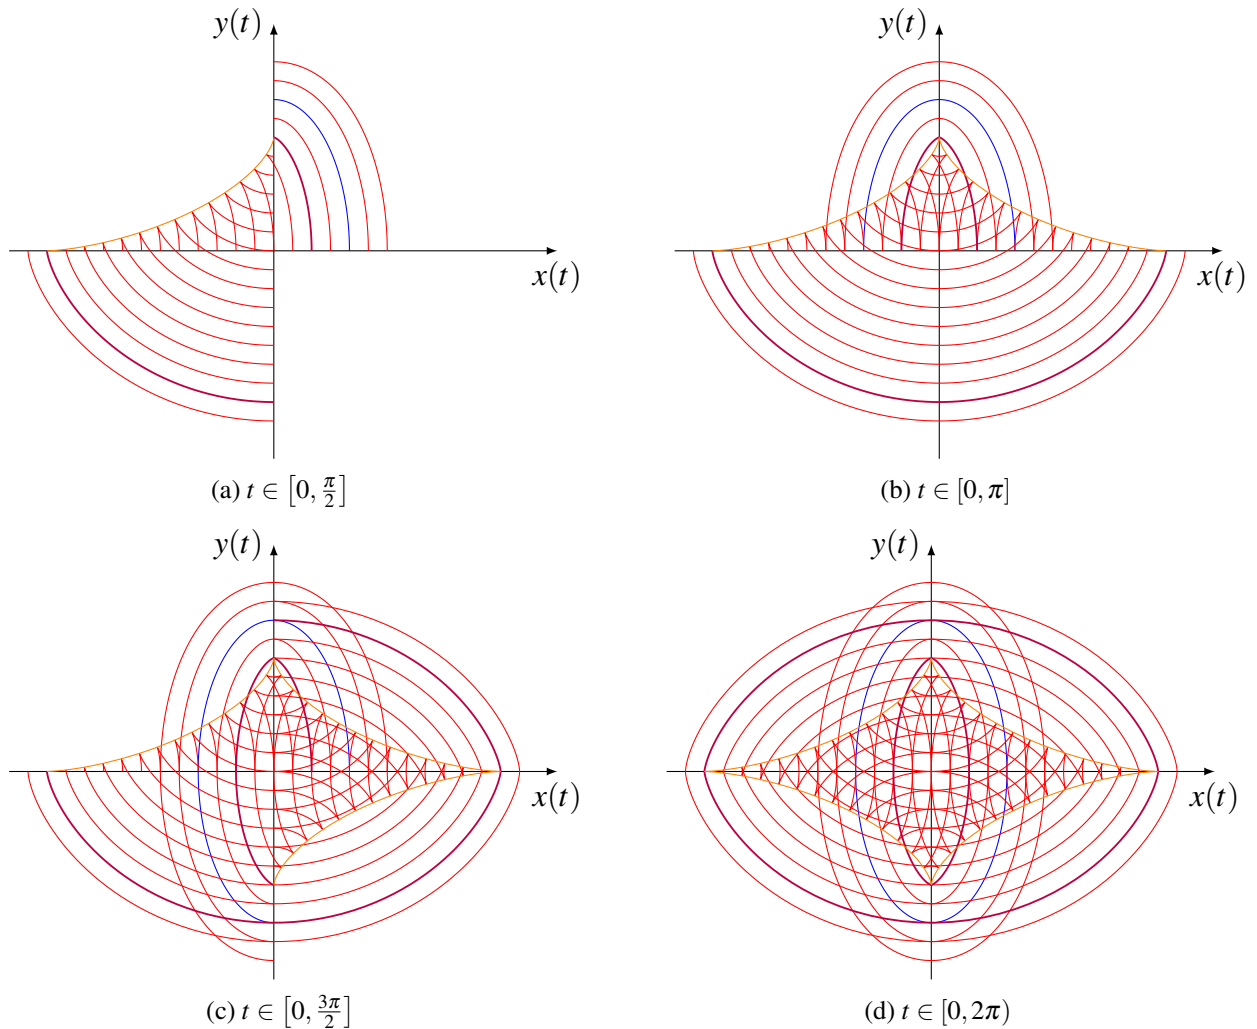 y(t)
x(t)
(a) t ∈ [0, π/2]
y(t)
x(t)
(b) t ∈ [0, π]
y(t)
x(t)
(c) t ∈ [0, 3π/2]
y(t)
x(t)
(d) t ∈ [0, 2π)